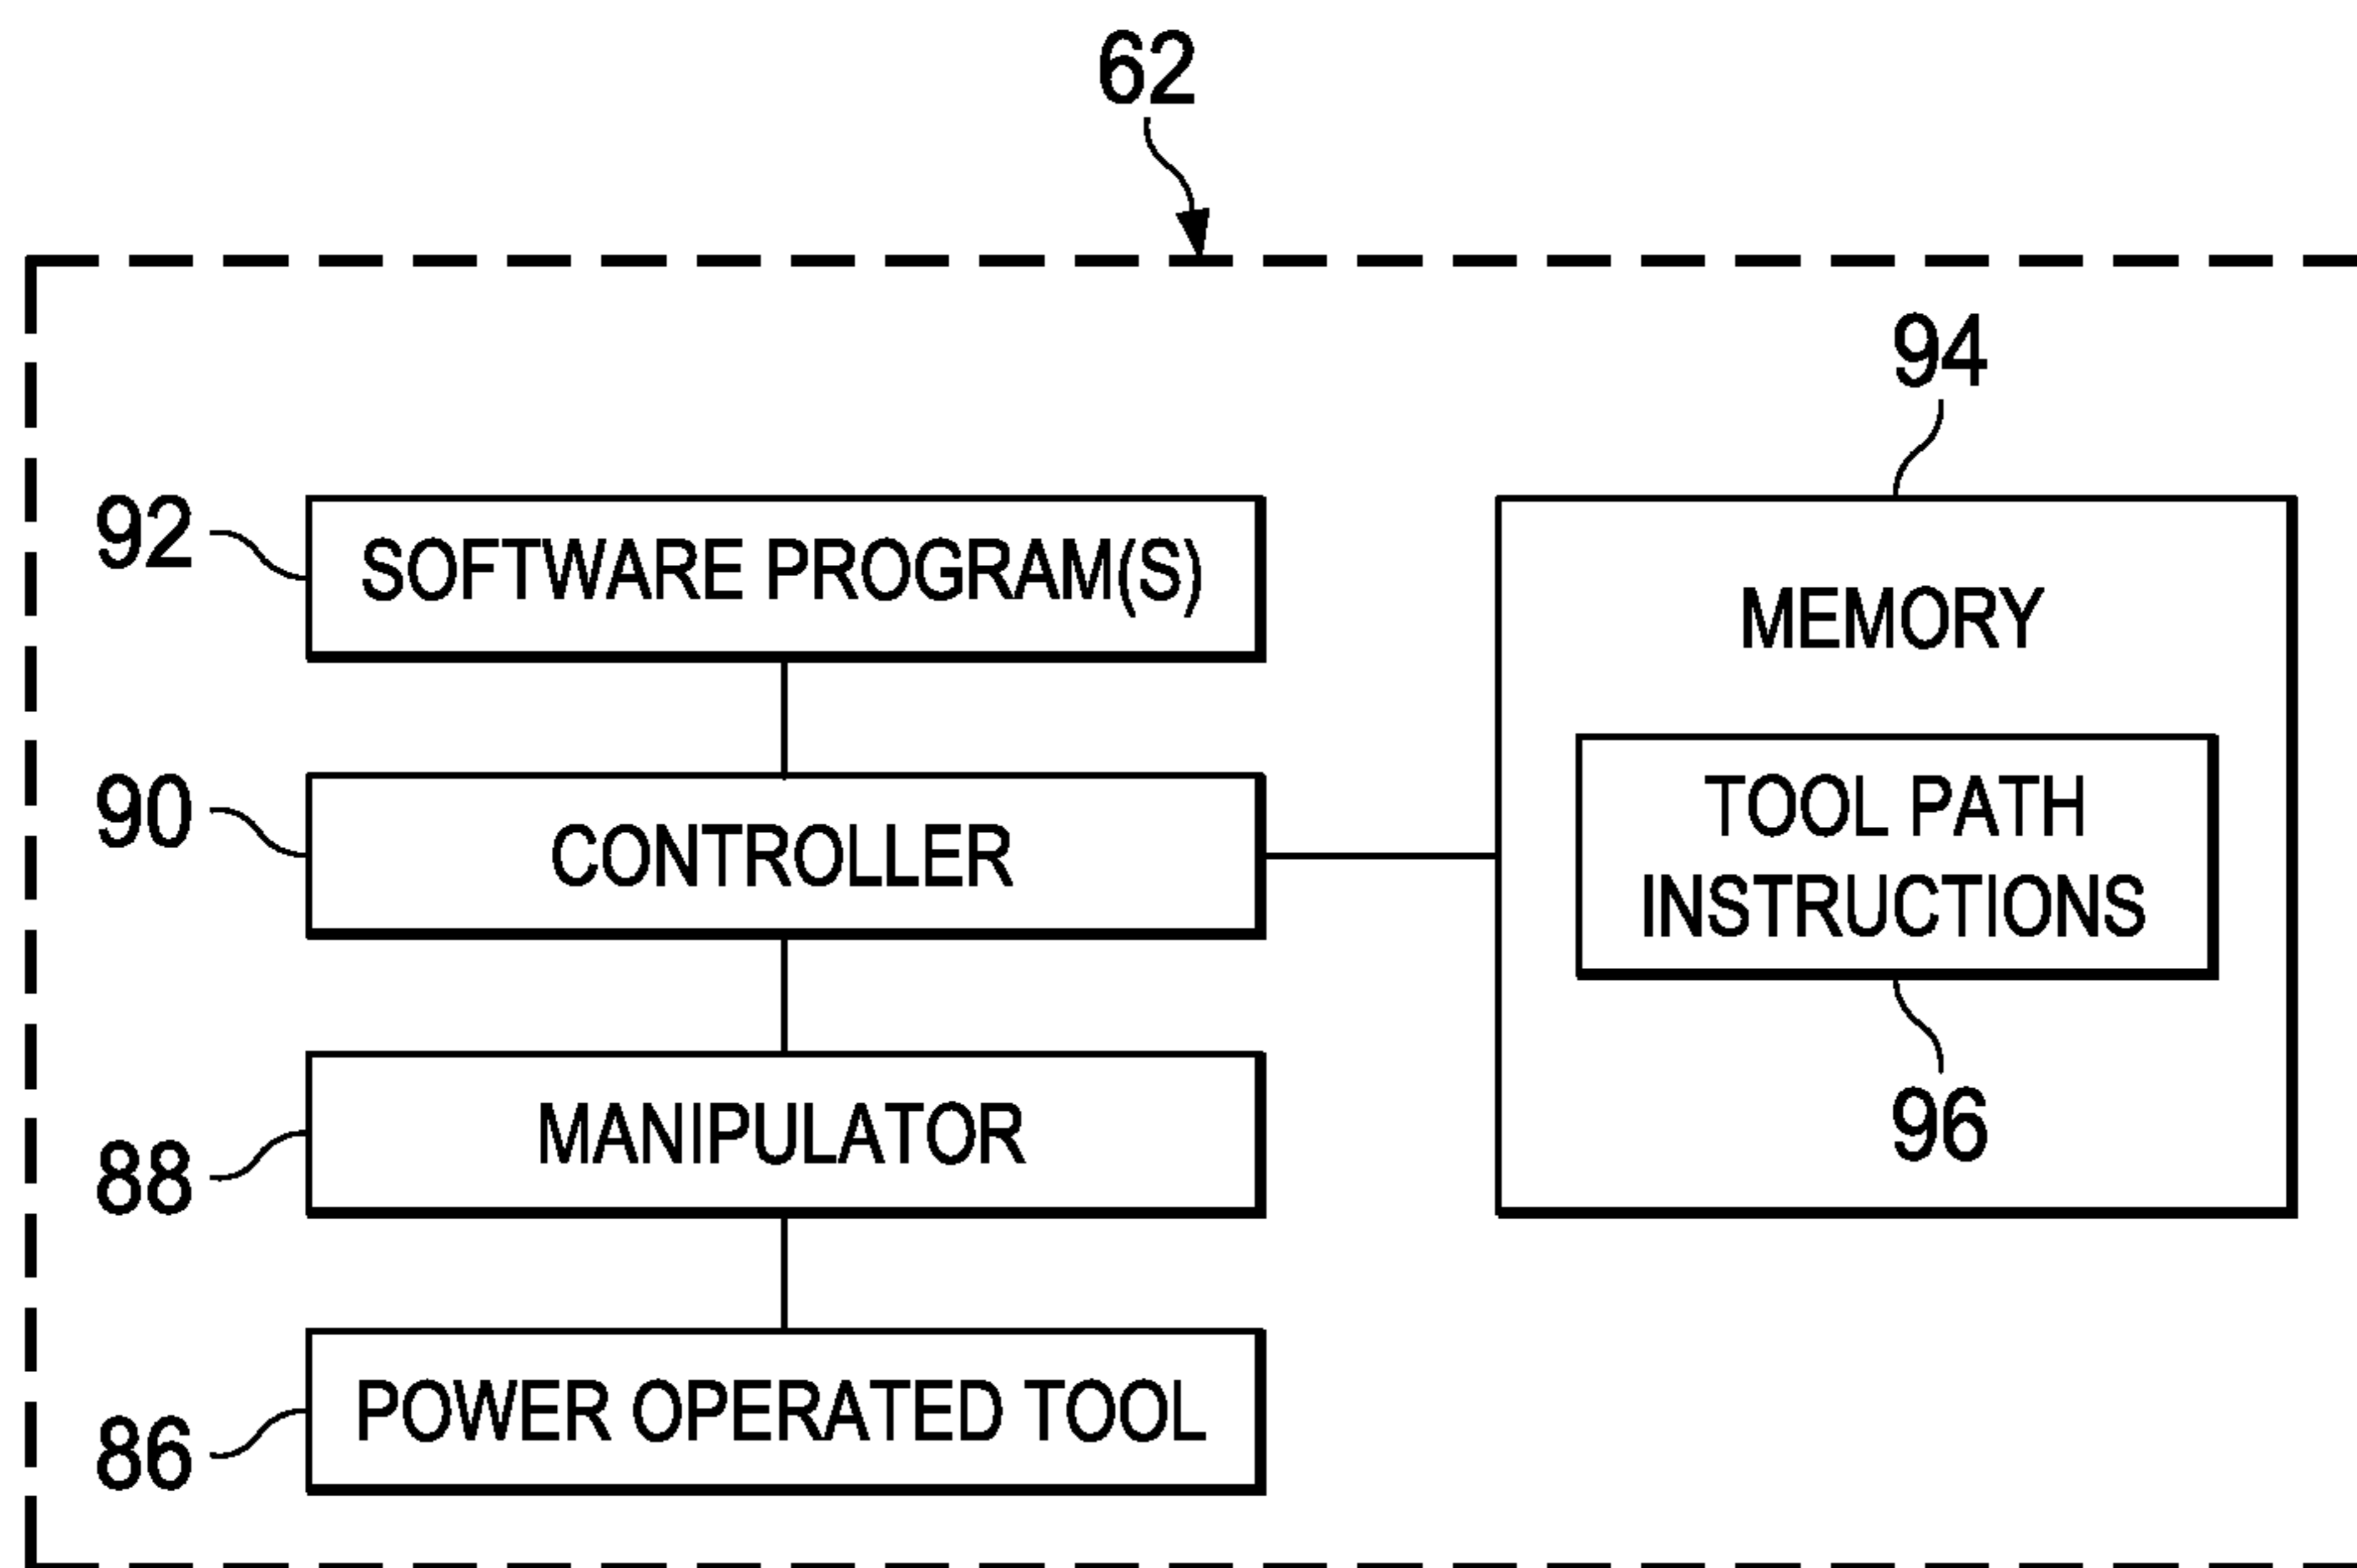 62
94
92
SOFTWARE PROGRAM(S)
MEMORY
90
CONTROLLER
TOOL PATH
INSTRUCTIONS
88
MANIPULATOR
96
86
POWER OPERATED TOOL